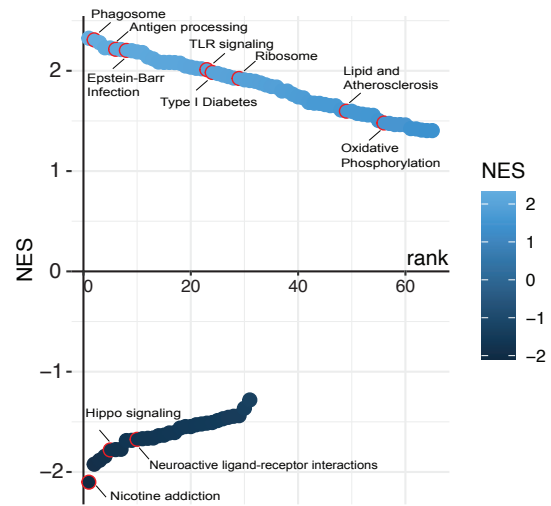 Phagosome
Antigen processing
TLR signaling
Ribosome
Epstein-Barr
Infection
Type I Diabetes
Lipid and
Atherosclerosis
Oxidative
Phosphorylation
2
1
0
−1
−2
NES
rank
0
20
40
60
Hippo signaling
Neuroactive ligand-receptor interactions
Nicotine addiction
NES
2
1
0
-1
-2